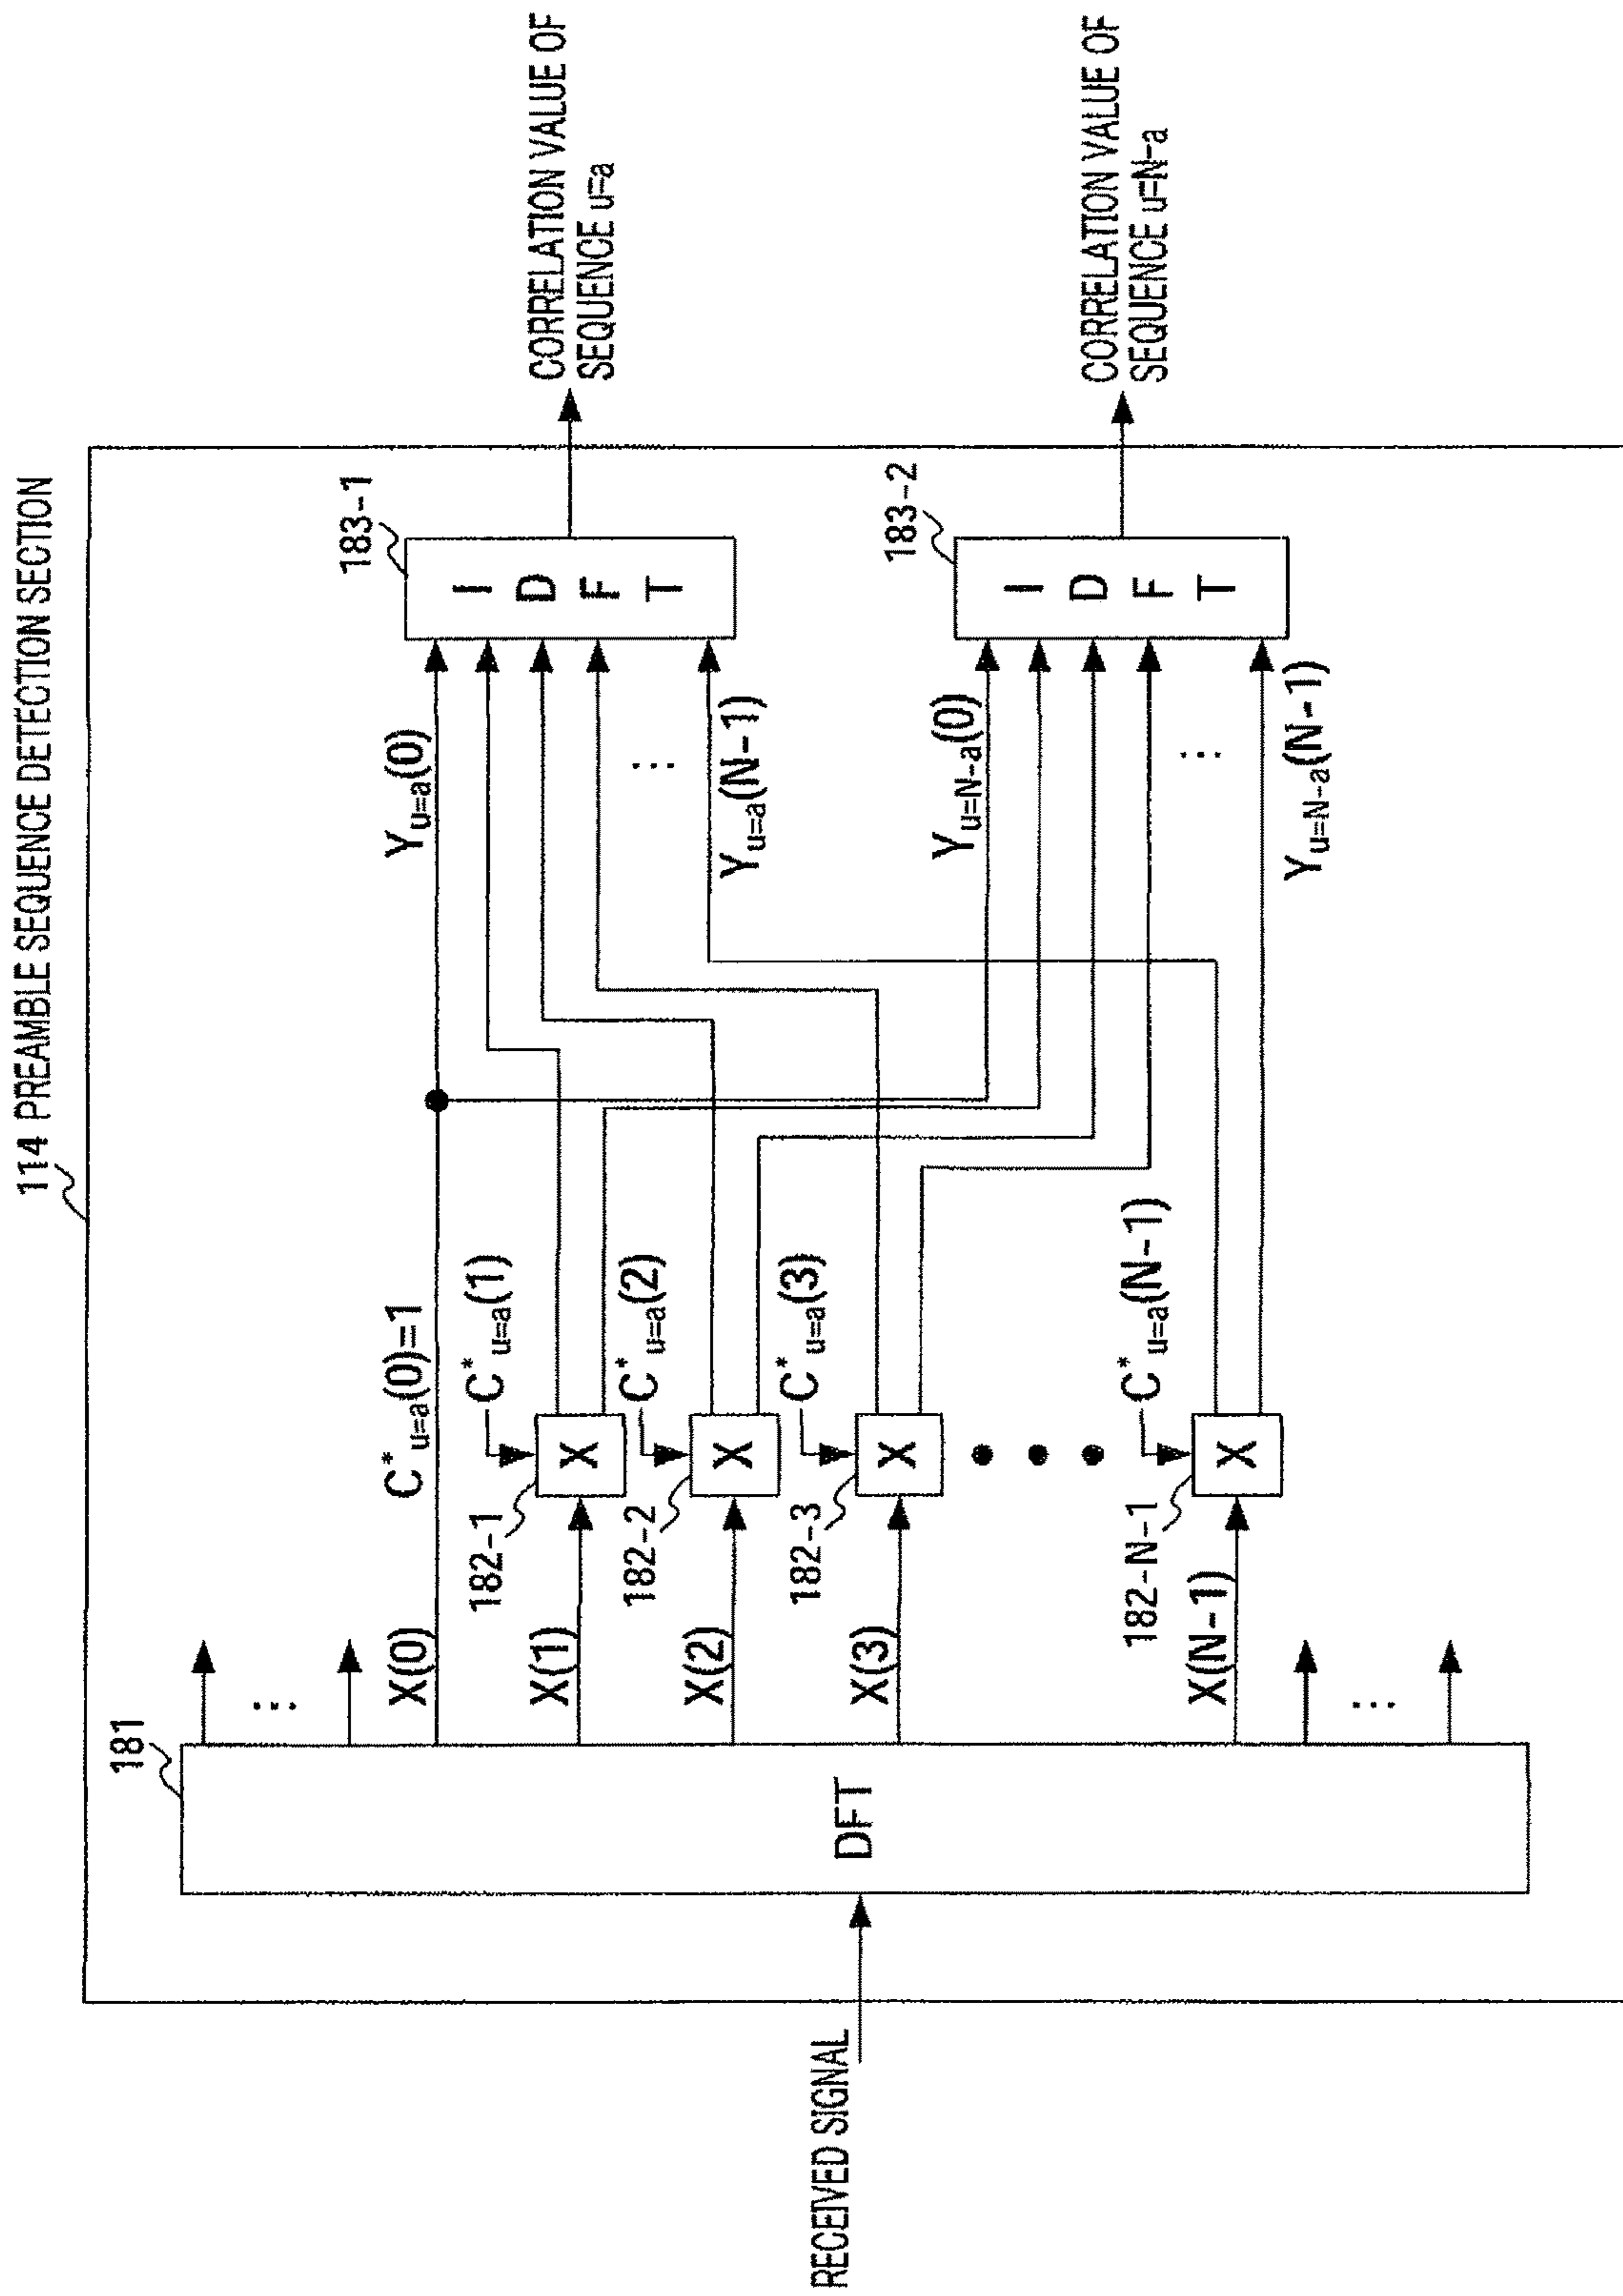 114 PREAMBLE SEQUENCE DETECTION SECTION
RECEIVED SIGNAL
181
DFT
X(0)
X(1)
X(2)
X(3)
X(N-1)
...
...
182-1
182-2
182-3
182-N-1
C*u=a(0)=1
C*u=a(1)
C*u=a(2)
C*u=a(3)
C*u=a(N-1)
X
X
X
X
Yu=a(0)
...
Yu=a(N-1)
Yu=N-a(0)
...
Yu=N-a(N-1)
183-1
I
D
F
T
183-2
I
D
F
T
CORRELATION VALUE OF
SEQUENCE u=a
CORRELATION VALUE OF
SEQUENCE u=N-a